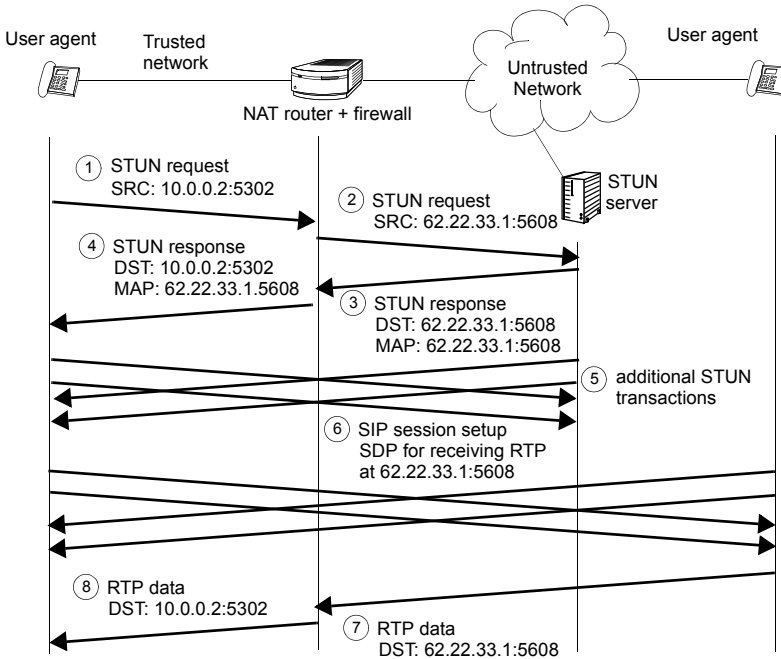 User agent
Trusted
network
NAT router + firewall
Untrusted
Network
User agent
STUN
server
1 STUN request
SRC: 10.0.0.2:5302
2 STUN request
SRC: 62.22.33.1:5608
4 STUN response
DST: 10.0.0.2:5302
MAP: 62.22.33.1.5608
3 STUN response
DST: 62.22.33.1:5608
MAP: 62.22.33.1:5608
5 additional STUN
transactions
6 SIP session setup
SDP for receiving RTP
at 62.22.33.1:5608
8 RTP data
DST: 10.0.0.2:5302
7 RTP data
DST: 62.22.33.1:5608